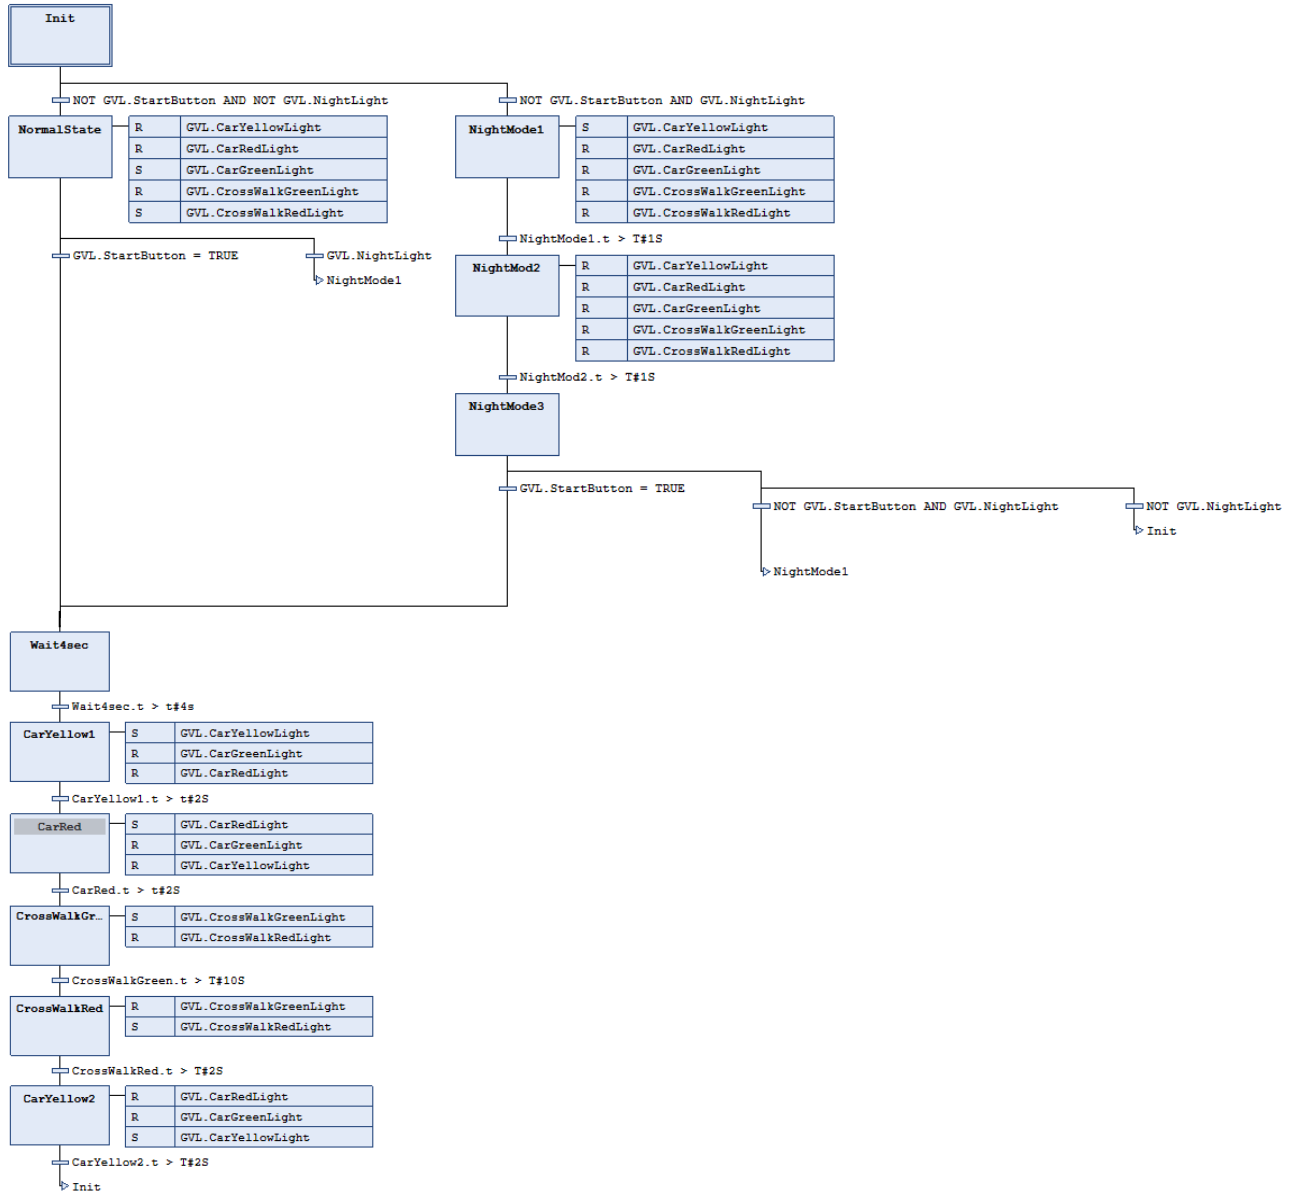 Init
NOT GVL.StartButton AND NOT GVL.NightLight
NOT GVL.StartButton AND GVL.NightLight
NormalState
R GVL.CarYellowLight
R GVL.CarRedLight
S GVL.CarGreenLight
R GVL.CrossWalkGreenLight
S GVL.CrossWalkRedLight
NightMode1
S GVL.CarYellowLight
R GVL.CarRedLight
R GVL.CarGreenLight
R GVL.CrossWalkGreenLight
R GVL.CrossWalkRedLight
GVL.StartButton = TRUE
GVL.NightLight
NightMode1
NightMode1.t > T#1S
NightMod2
R GVL.CarYellowLight
R GVL.CarRedLight
R GVL.CarGreenLight
R GVL.CrossWalkGreenLight
R GVL.CrossWalkRedLight
NightMod2.t > T#1S
NightMode3
GVL.StartButton = TRUE
NOT GVL.StartButton AND GVL.NightLight
NightMode1
NOT GVL.NightLight
Init
Wait4sec
Wait4sec.t > t#4s
CarYellow1
S GVL.CarYellowLight
R GVL.CarGreenLight
R GVL.CarRedLight
CarYellow1.t > t#2S
CarRed
S GVL.CarRedLight
R GVL.CarGreenLight
R GVL.CarYellowLight
CarRed.t > t#2S
CrossWalkGr...
S GVL.CrossWalkGreenLight
R GVL.CrossWalkRedLight
CrossWalkGreen.t > T#10S
CrossWalkRed
R GVL.CrossWalkGreenLight
S GVL.CrossWalkRedLight
CrossWalkRed.t > T#2S
CarYellow2
R GVL.CarRedLight
R GVL.CarGreenLight
S GVL.CarYellowLight
CarYellow2.t > T#2S
Init